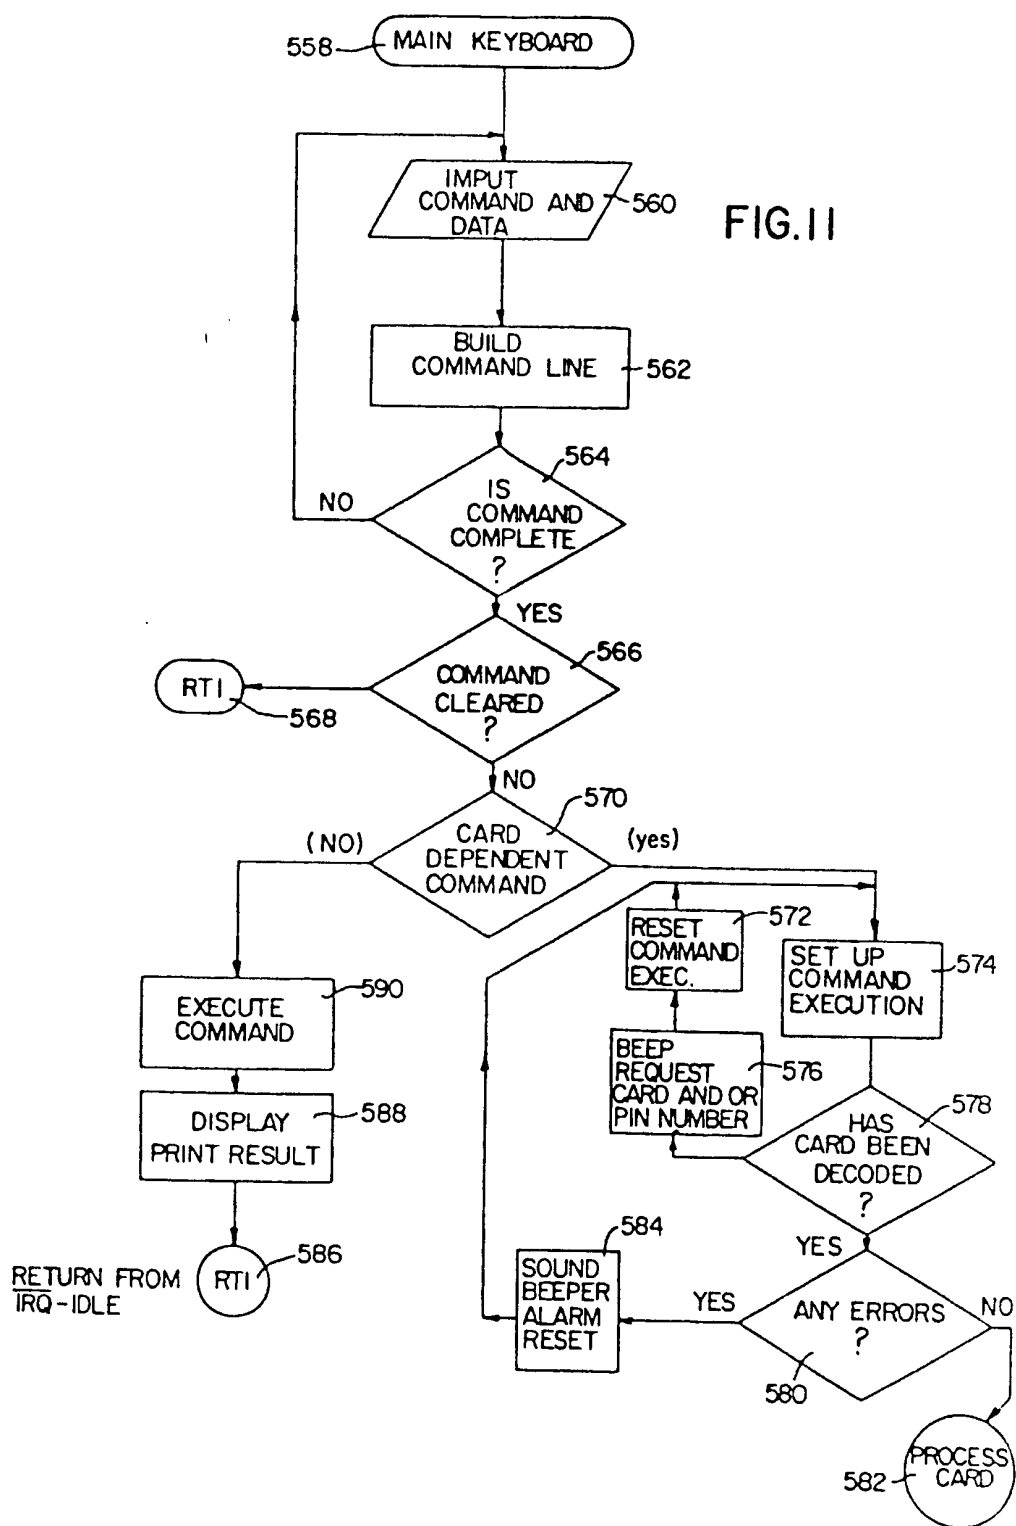 558
MAIN KEYBOARD
IMPUT
COMMAND AND
DATA
560
FIG.11
BUILD
COMMAND LINE
562
564
NO
IS
COMMAND
COMPLETE
?
YES
566
COMMAND
CLEARED
?
RTI
568
NO
570
(NO)
CARD
DEPENDENT
COMMAND
(yes)
572
RESET
COMMAND
EXEC.
SET UP
COMMAND
EXECUTION
574
590
EXECUTE
COMMAND
BEEP
REQUEST
CARD AND OR
PIN NUMBER
576
578
HAS
CARD BEEN
DECODED
?
588
DISPLAY
PRINT RESULT
YES
584
SOUND
BEEPER
ALARM
RESET
YES
ANY ERRORS
?
NO
580
586
RTI
RETURN FROM
IRQ-IDLE
582
PROCESS
CARD